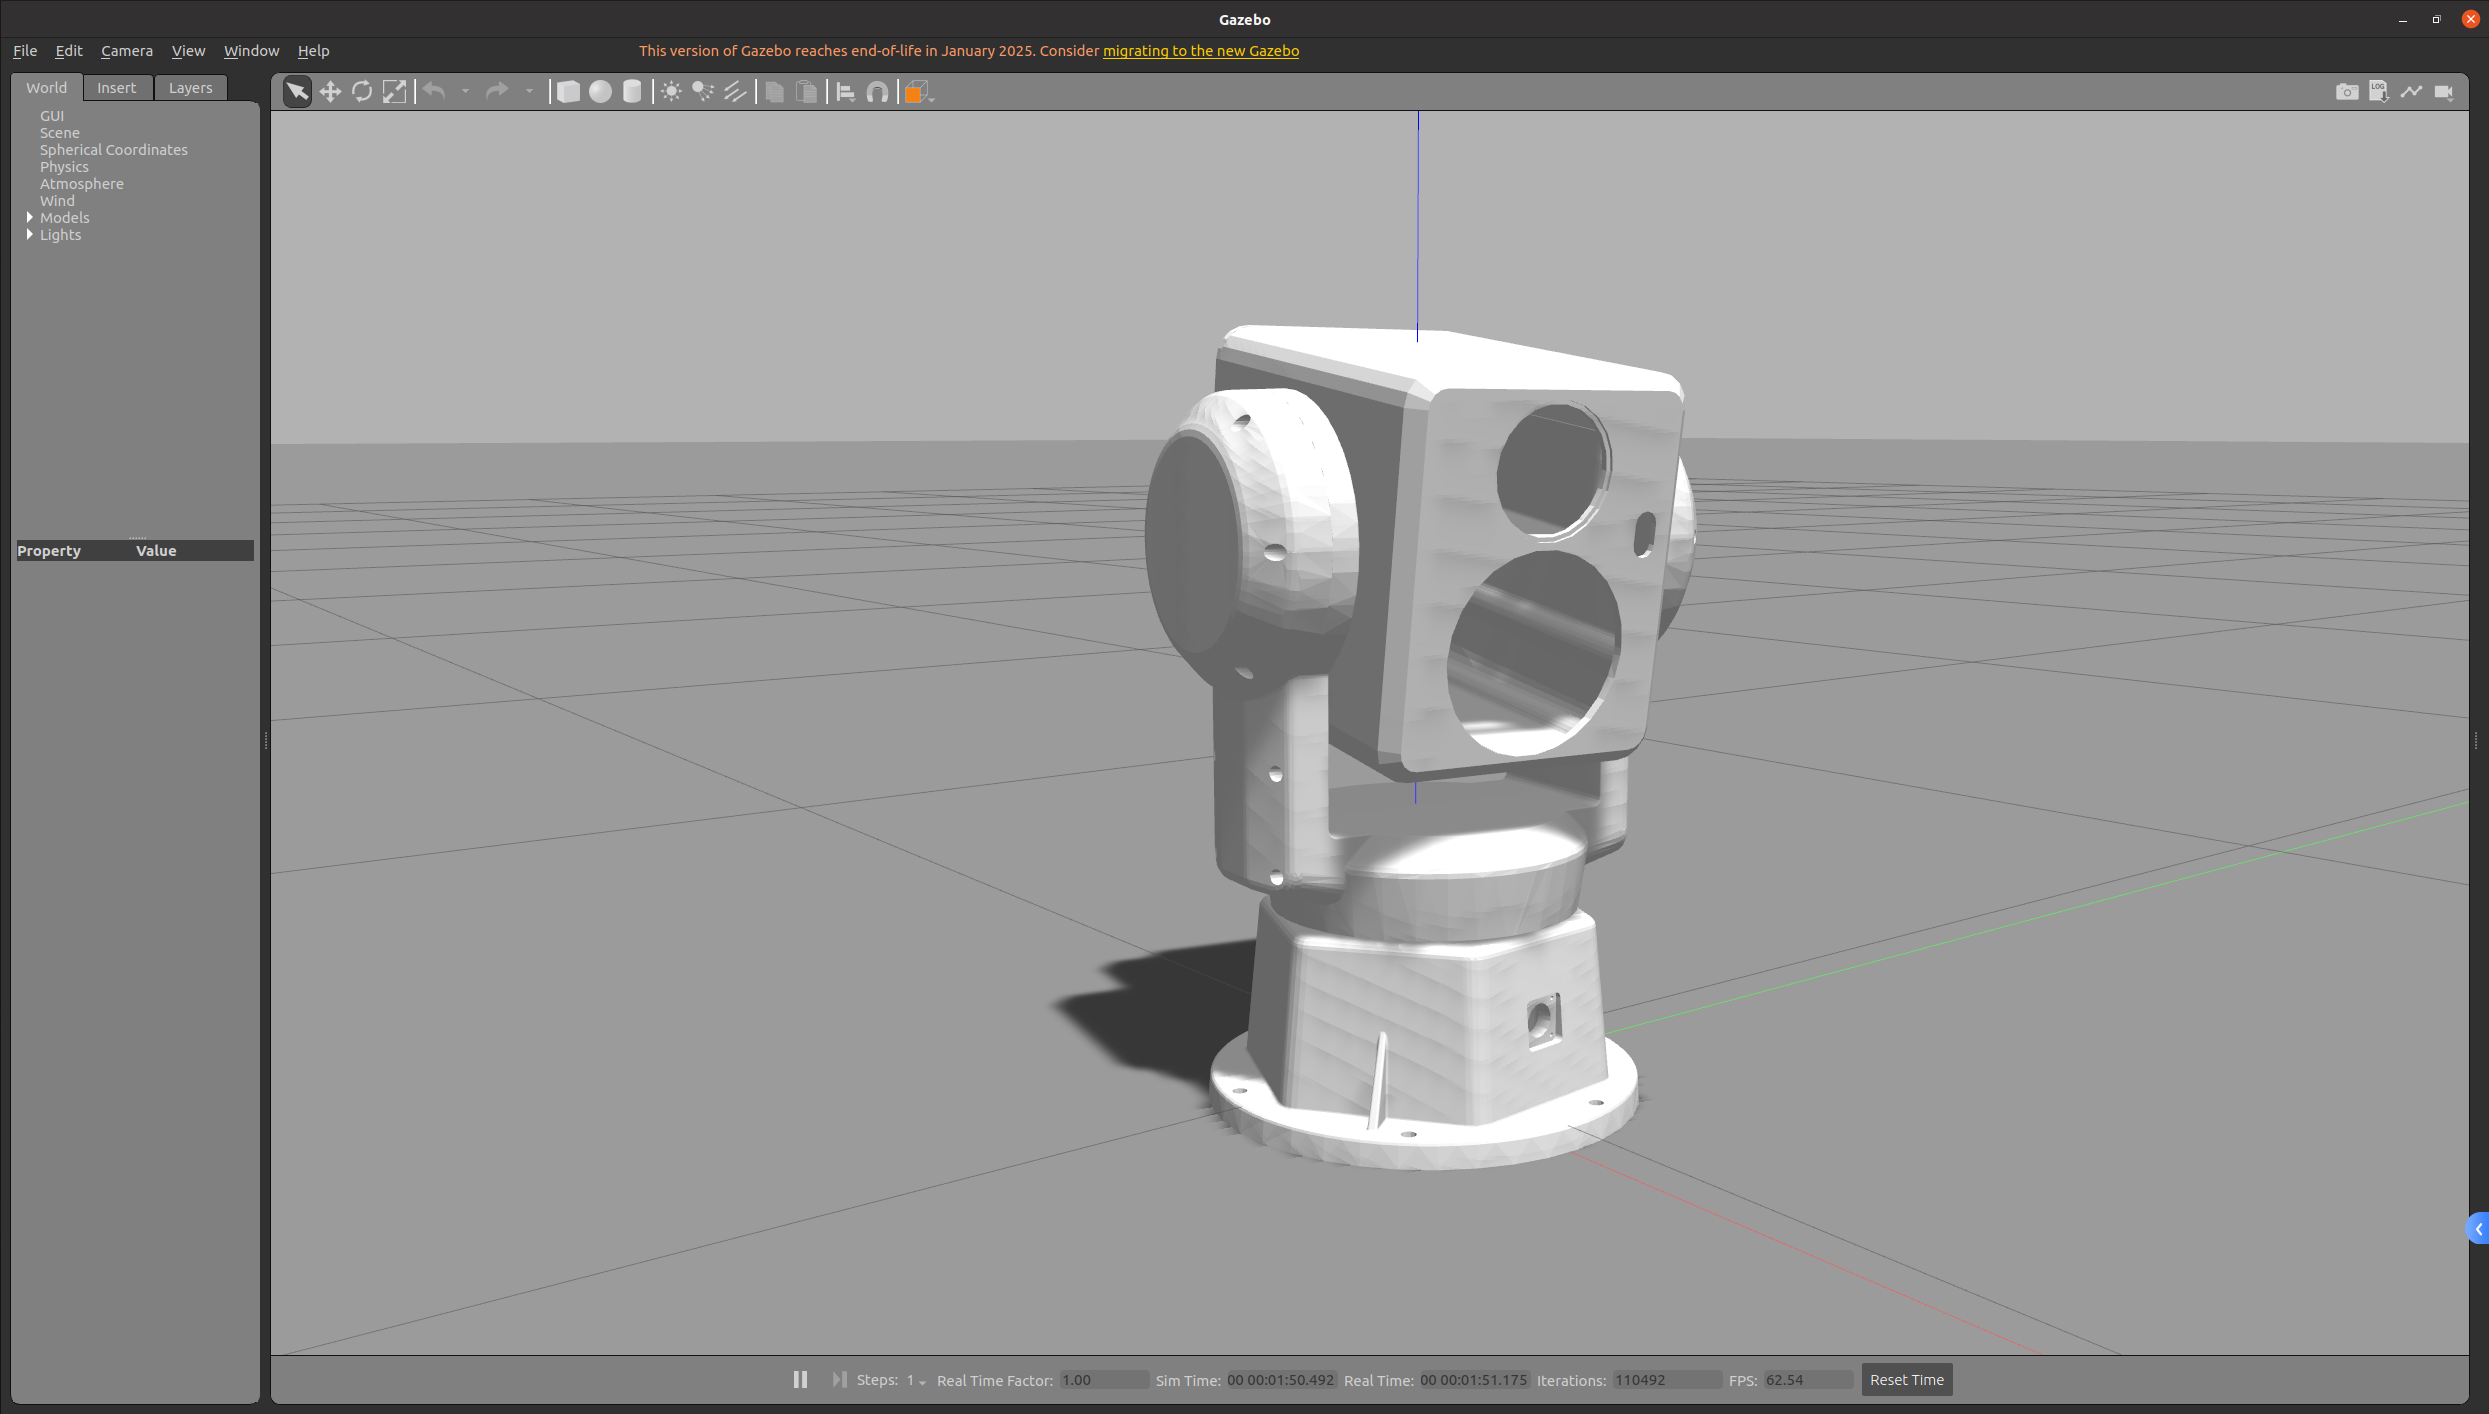 Gazebo
File Edit Camera View Window Help
This version of Gazebo reaches end-of-life in January 2025. Consider migrating to the new Gazebo
World Insert Layers
LOG
GUI
Scene
Spherical Coordinates
Physics
Atmosphere
Wind
Models
Lights
Property Value
Steps: 1 Real Time Factor: 1.00 Sim Time: 00 00:01:50.492 Real Time: 00 00:01:51.175 Iterations: 110492 FPS: 62.54 Reset Time